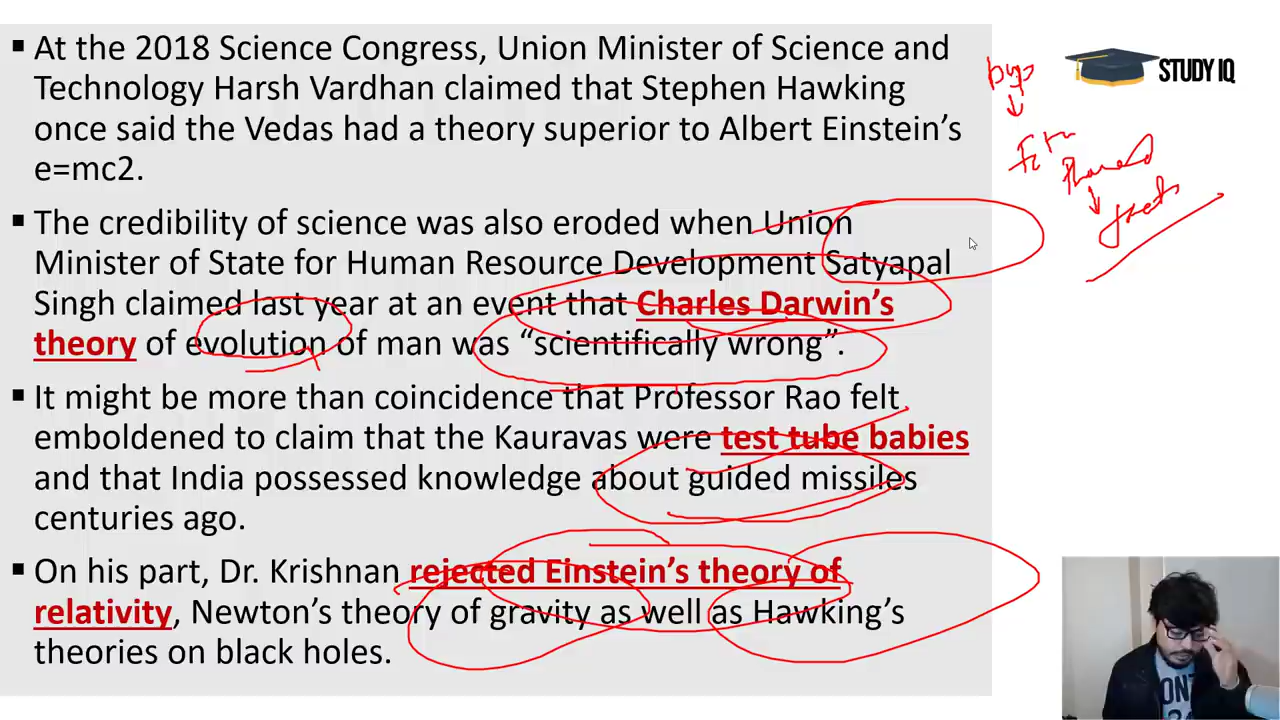 ▪ At the 2018 Science Congress, Union Minister of Science and
Technology Harsh Vardhan claimed that Stephen Hawking
once said the Vedas had a theory superior to Albert Einstein's
e=mc2.
▪ The credibility of science was also eroded when Union
Minister of State for Human Resource Development Satyapal
Singh claimed last year at an event that Charles Darwin's
theory of evolution of man was “scientifically wrong”.
▪ It might be more than coincidence that Professor Rao felt
emboldened to claim that the Kauravas were test tube babies
and that India possessed knowledge about guided missiles
centuries ago.
▪ On his part, Dr. Krishnan rejected Einstein's theory of
relativity, Newton's theory of gravity as well as Hawking's
theories on black holes.
STUDY IQ